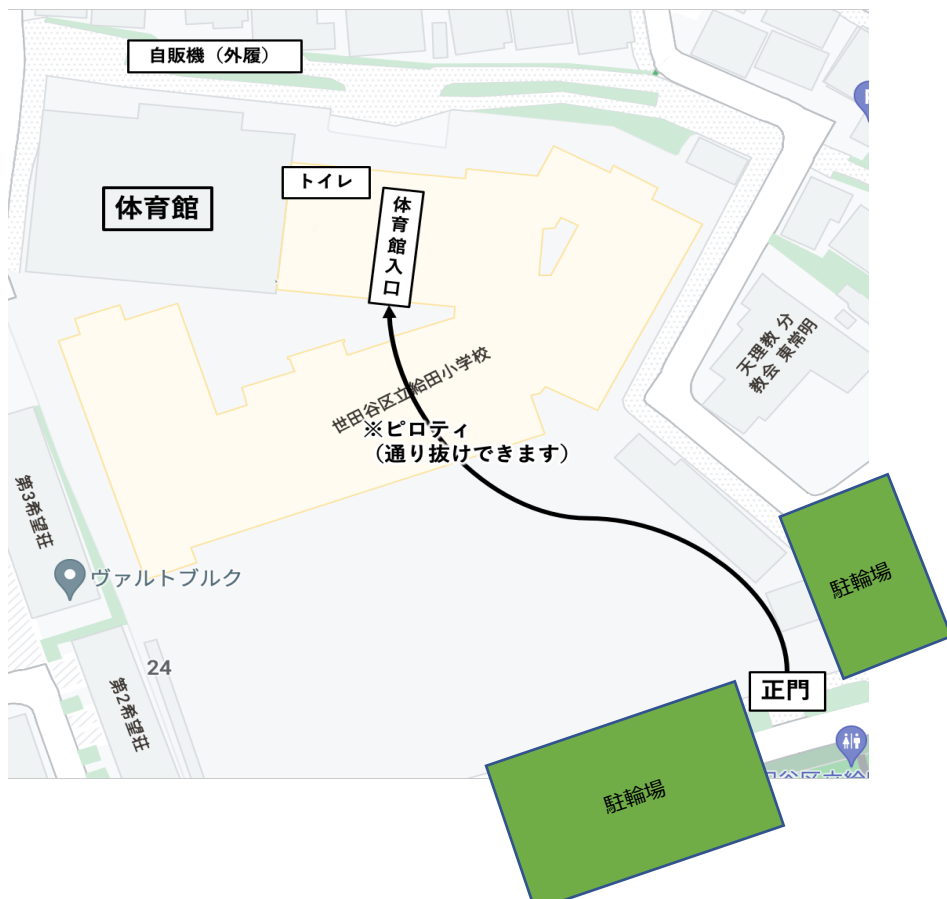 自販機（外履）
トイレ
体育館
体育館入口
天理教 分
教会 東常明
世田谷区立給田小学校
※ピロティ
（通り抜けできます）
第3希望荘
ヴァルトブルク
駐輪場
24
第2希望荘
正門
駐輪場